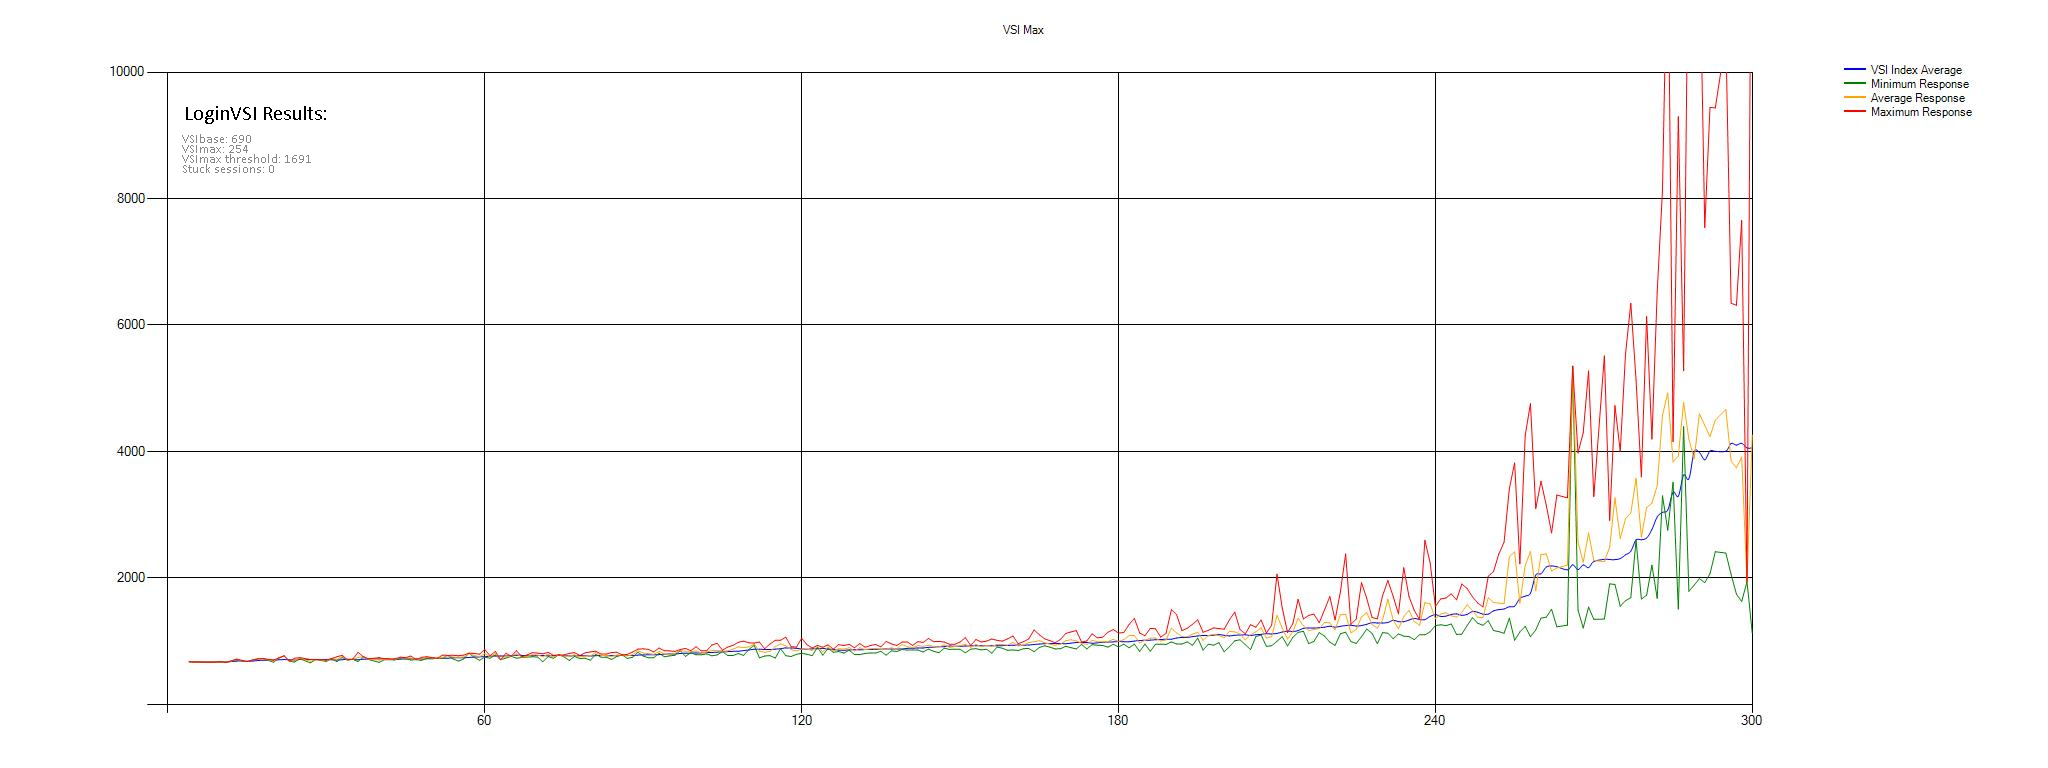 VSI Max
10000
8000
6000
4000
2000
LoginVSI Results:
VSIbase: 690
VSImax: 254
VSImax threshold: 1691
Stuck sessions: 0
VSI Index Average
Minimum Response
Average Response
Maximum Response
60
120
180
240
300